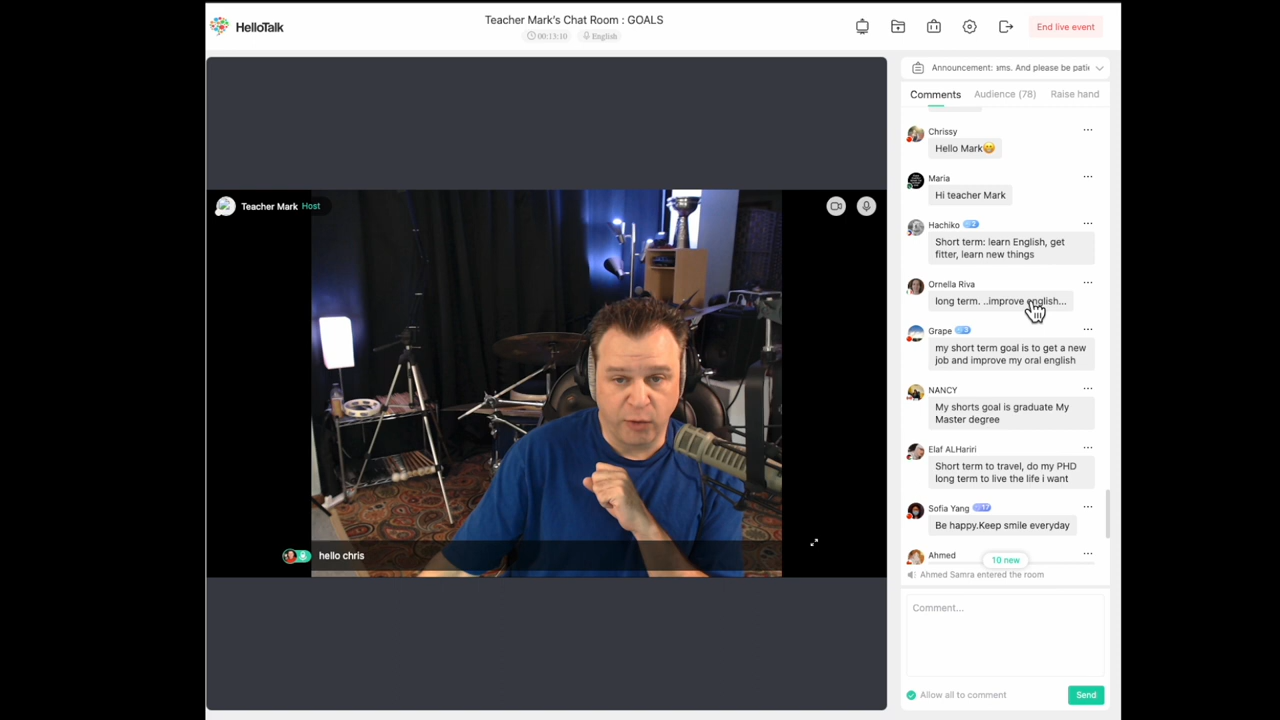 HelloTalk
Teacher Mark's Chat Room : GOALS
00:13:10
English
End live event
Announcement:
And please be
Comments
Audience (78)
Raise hand
Teacher Mark Host
hello chris
Chrissy
Hello Mark😁
Maria
Hi teacher Mark
Hachiko
Short term: learn English, get
fitter, learn new things
Ornella Riva
long term. ..improve english...
Grape
my short term goal is to get a new
job and improve my oral english
NANCY
My shorts goal is graduate My
Master degree
Elaf ALHariri
Short term to travel, do my PHD
long term to live the life i want
Sofia Yang
Be happy.Keep smile everyday
Ahmed
10 new
Ahmed Samra entered the room
Comment...
Allow all to comment
Send